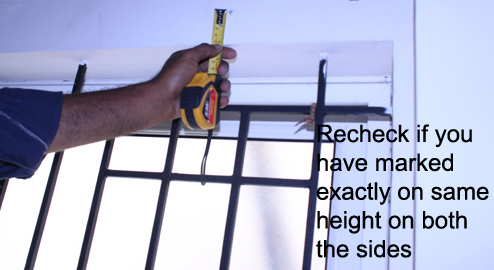 Recheck if you
have marked
exactly on same
height on both
the sides